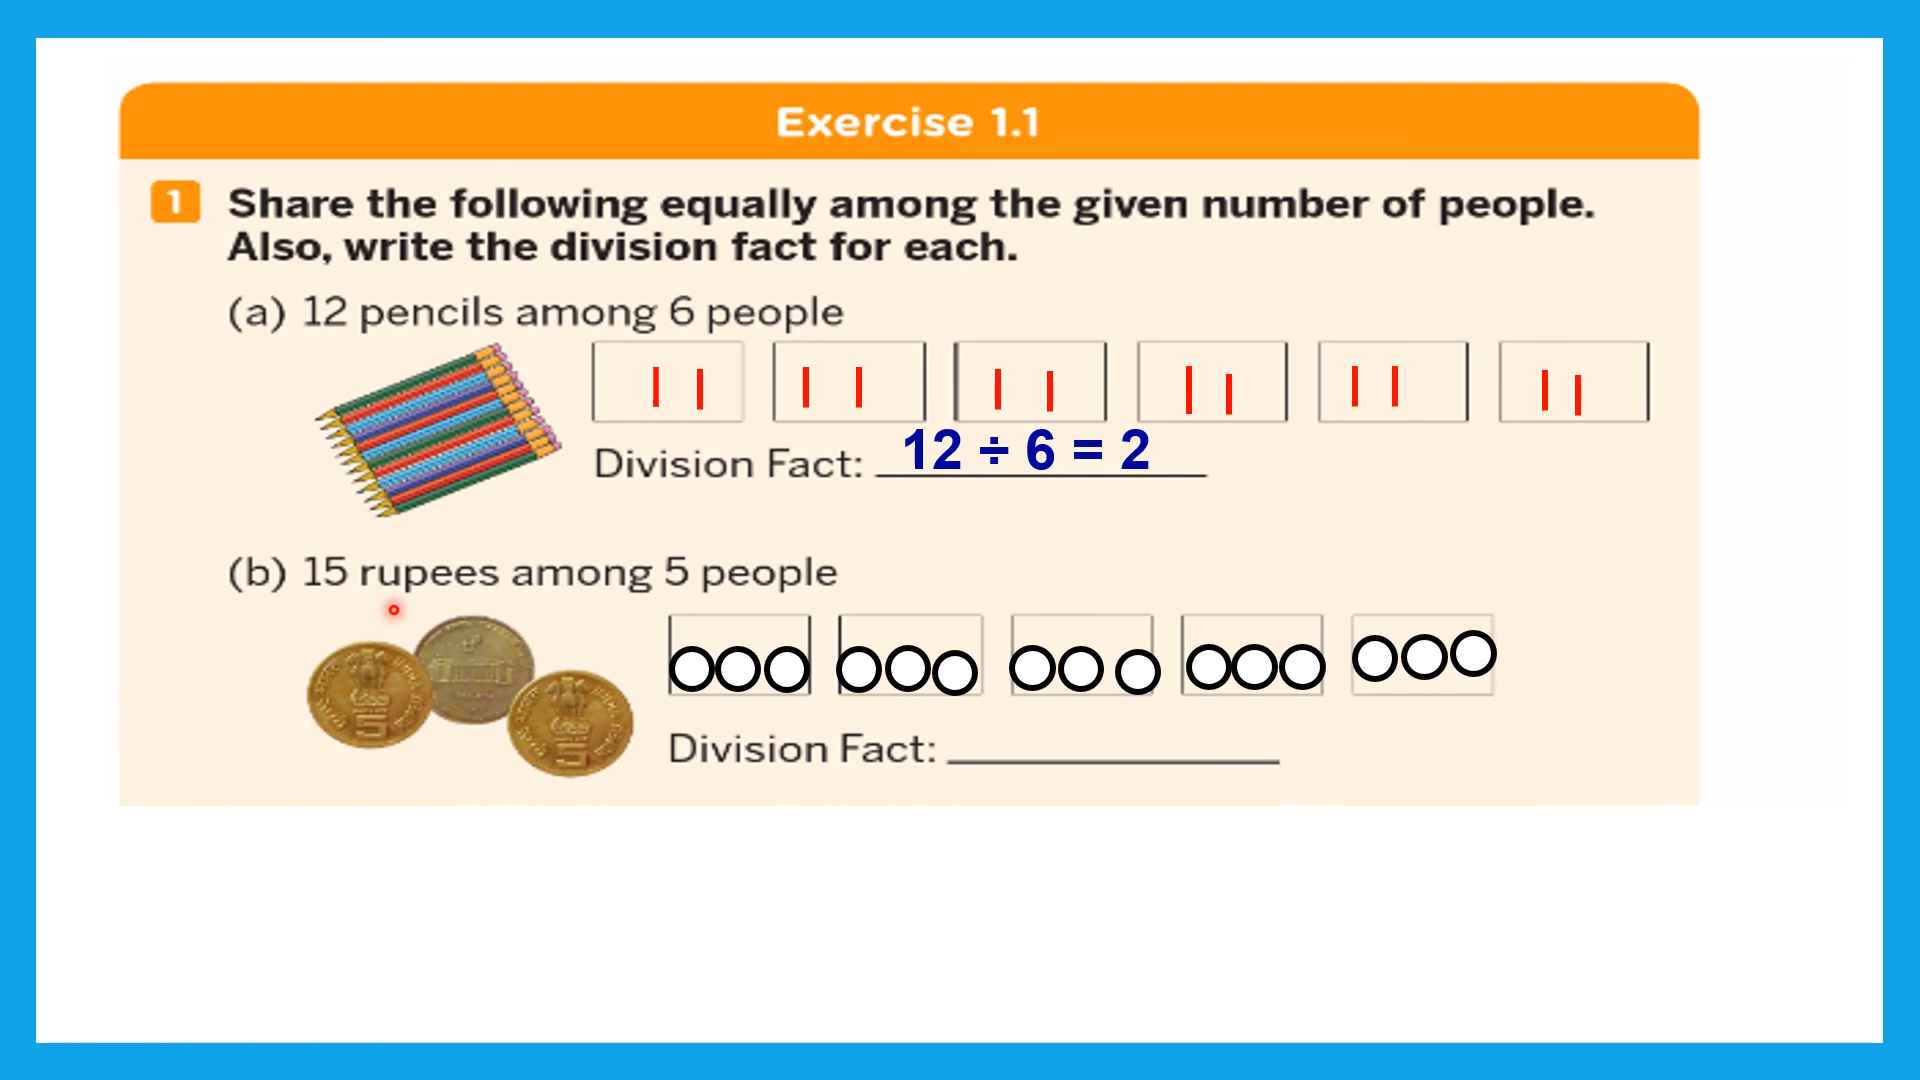 Exercise 1.1
1 Share the following equally among the given number of people.
Also, write the division fact for each.
(a) 12 pencils among 6 people
Division Fact: 12 ÷ 6 = 2
(b) 15 rupees among 5 people
5
5
Division Fact: